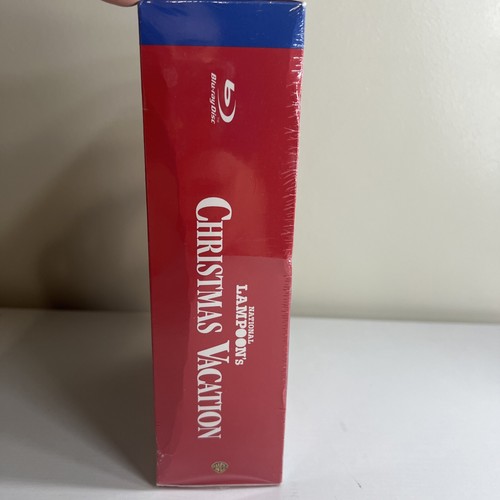 Blu-ray Disc
NATIONAL
LAMPOON'S
CHRISTMAS VACATION